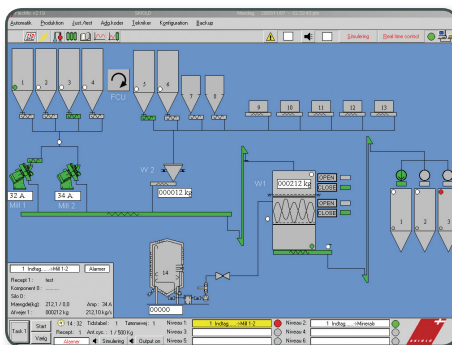 Automatik Produktion Just./test Adg.koder Tekniker Konfiguration Backup
Simulering Real time control
1 2 3 4 5 6 7 8
FCU
9 10 11 12 13
W 2
000012 kg
W1
000212 kg
OPEN
CLOSE
OPEN
CLOSE
32 A.
34 A.
Mill 1 Mill 2
14
00000
1 2 3
1 Indtag.....->Mill 1-2 Alarmer
Recept 1 : test
Komponent 0 : .........
Silo 0 :
Mængde(kg): 212,1 / 0,0 Amp : 34 A
Afvejer 1 : 000212 kg 212,10 kg/n
Task 1 Start Vælg
14 : 32 Tidstabel: 1 Tømmevej: 1
Recept: 1 Ant.cyc. : 1 / 500 Kg
Alarmer Simulering Output on
Niveau 1: 1 Indtag.....->Mill 1-2 Niveau 2: 1 Indtag.....->Mineralr
Niveau 3: Niveau 4:
Niveau 5: Niveau 6: